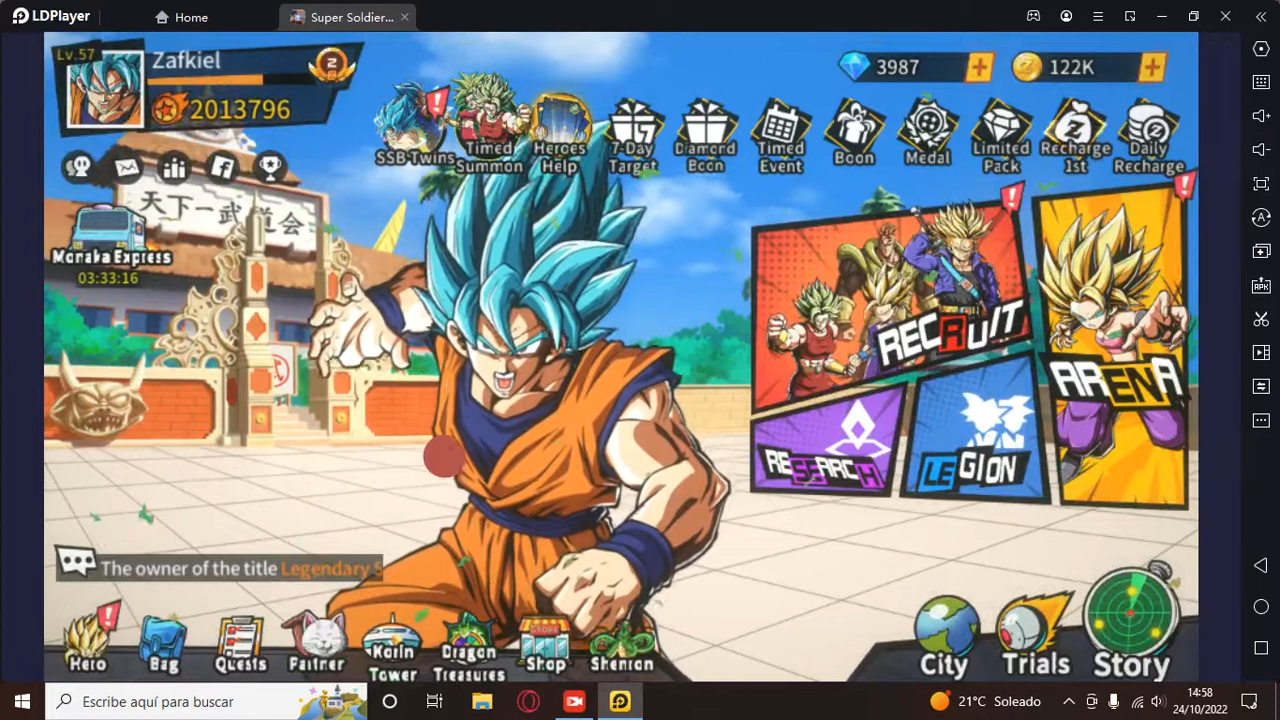 LDPlayer
Home
Super Soldier...
Lv.57
Zafkiel
Z
2013796
3987
122K
SSB Twins
Timed
Summon
Heroes
Help
7-Day
Target
Diamond
Boon
Timed
Event
Boon
Medal
Limited
Pack
Recharge
1st
Daily
Recharge
天下一武道会
Monaka Express
03:33:16
RECRUIT
ARENA
RESEARCH
LEGION
The owner of the title Legendary S
Hero
Bag
Quests
Partner
Karin
Tower
Dragon
Treasures
STORE
Shop
Shenron
City
Trials
Story
APK
Escribe aquí para buscar
21°C Soleado
14:58
24/10/2022